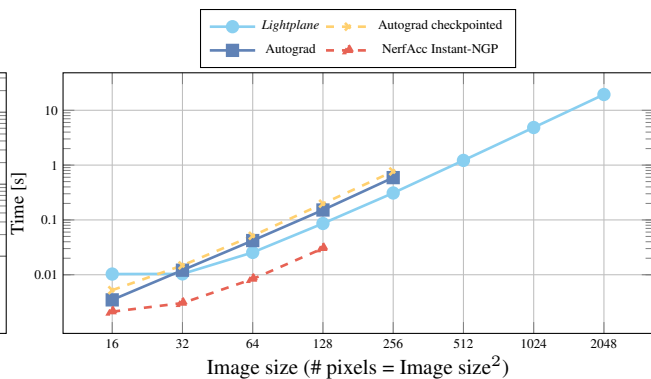 Lightplane Autograd checkpointed
Autograd NerfAcc Instant-NGP
Time [s]
10
1
0.1
0.01
16 32 64 128 256 512 1024 2048
Image size (# pixels = Image size²)